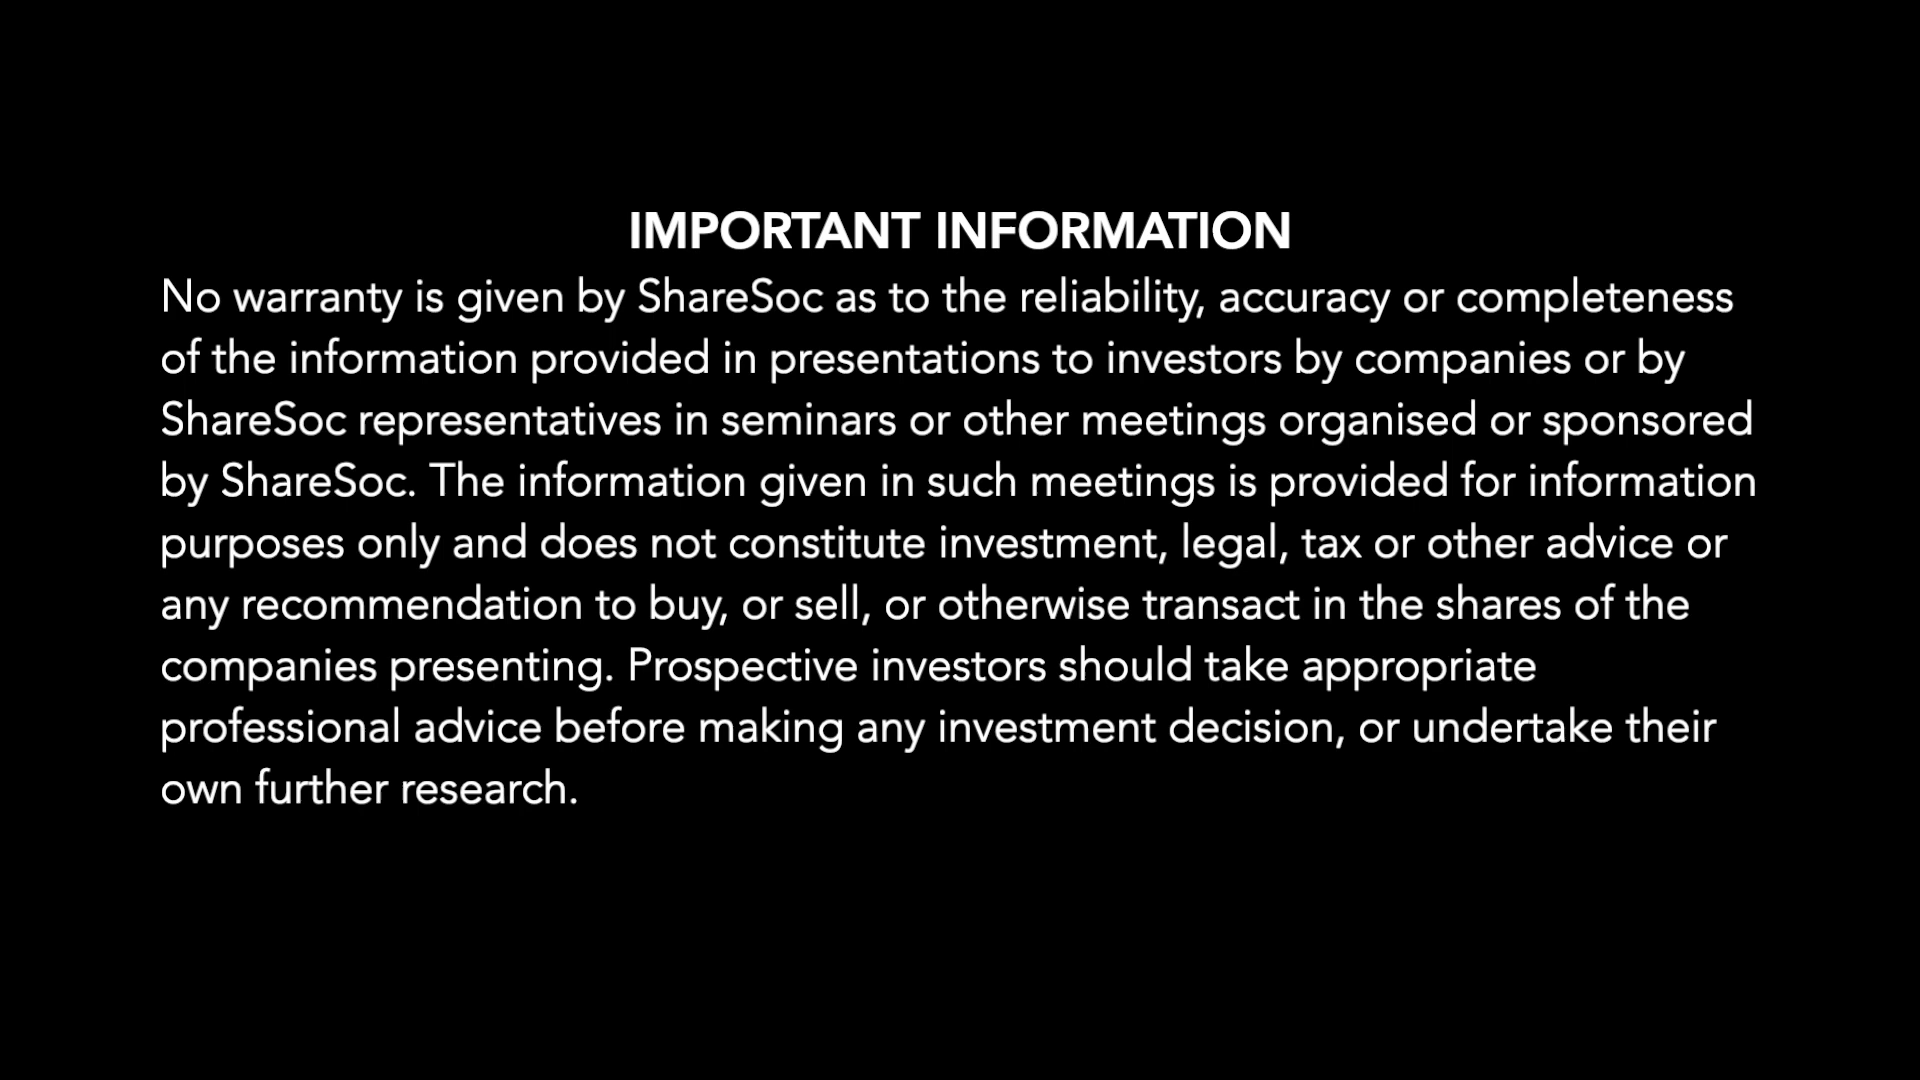 IMPORTANT INFORMATION
No warranty is given by ShareSoc as to the reliability, accuracy or completeness
of the information provided in presentations to investors by companies or by
ShareSoc representatives in seminars or other meetings organised or sponsored
by ShareSoc. The information given in such meetings is provided for information
purposes only and does not constitute investment, legal, tax or other advice or
any recommendation to buy, or sell, or otherwise transact in the shares of the
companies presenting. Prospective investors should take appropriate
professional advice before making any investment decision, or undertake their
own further research.